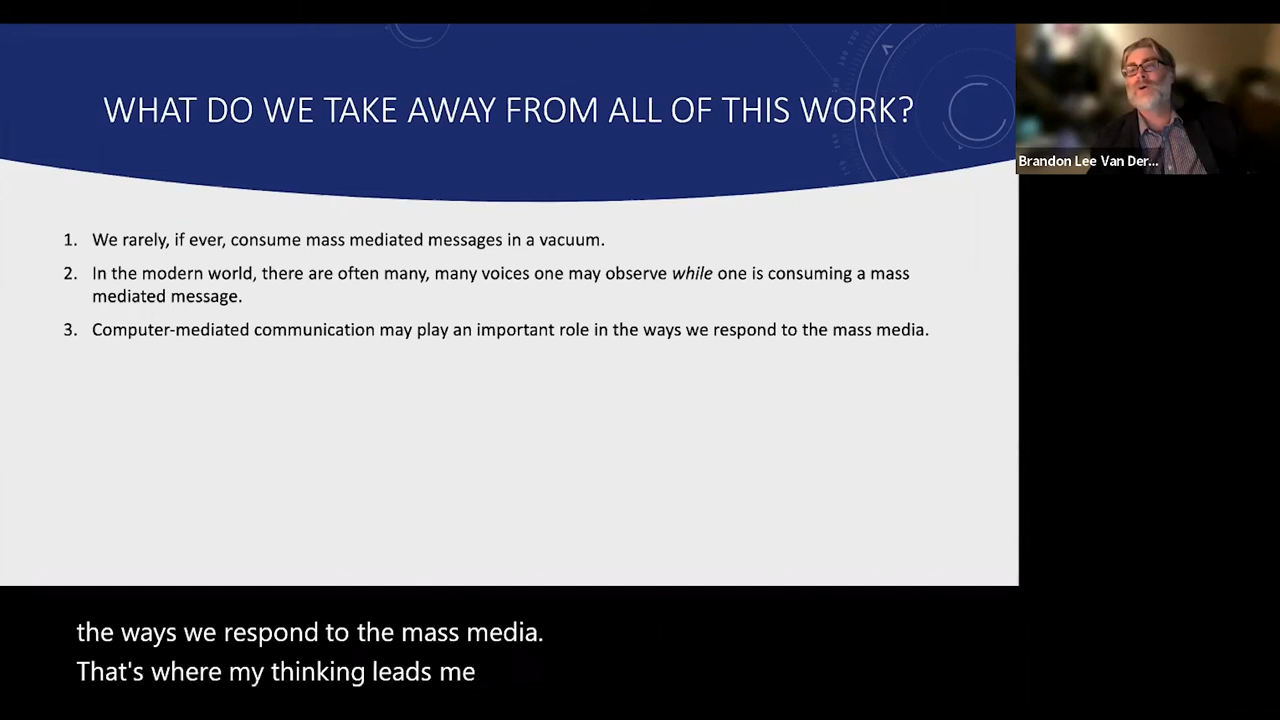 WHAT DO WE TAKE AWAY FROM ALL OF THIS WORK?
Brandon Lee Van Der...
1. We rarely, if ever, consume mass mediated messages in a vacuum.
2. In the modern world, there are often many, many voices one may observe while one is consuming a mass
mediated message.
3. Computer-mediated communication may play an important role in the ways we respond to the mass media.
the ways we respond to the mass media.
That's where my thinking leads me